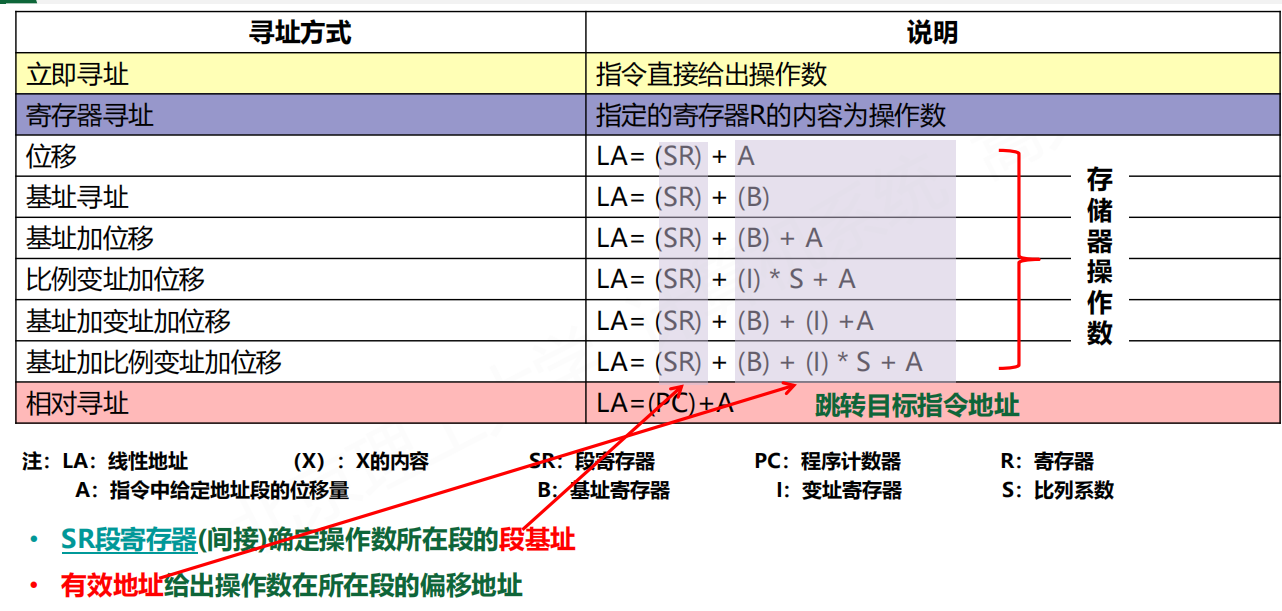 寻址方式 说明
立即寻址 指令直接给出操作数
寄存器寻址 指定的寄存器R的内容为操作数
位移 LA= (SR) + A
基址寻址 LA= (SR) + (B)
基址加位移 LA= (SR) + (B) + A
比例变址加位移 LA= (SR) + (I) * S + A
基址加变址加位移 LA= (SR) + (B) + (I) +A
基址加比例变址加位移 LA= (SR) + (B) + (I) * S + A
存储器操作数
相对寻址 LA=(PC)+A 跳转目标指令地址
注: LA: 线性地址 (X) : X的内容 SR: 段寄存器 PC: 程序计数器 R: 寄存器
A: 指令中给定地址段的位移量 B: 基址寄存器 I: 变址寄存器 S: 比列系数
• SR段寄存器(间接)确定操作数所在段的段基址
• 有效地址给出操作数在所在段的偏移地址